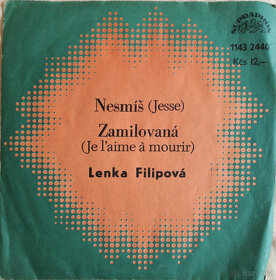 SUPRAPHON
1143 2440
Kčs 12,—
Nesmíš (Jesse)
Zamilovaná
(Je l'aime à mourir)
Lenka Filipová